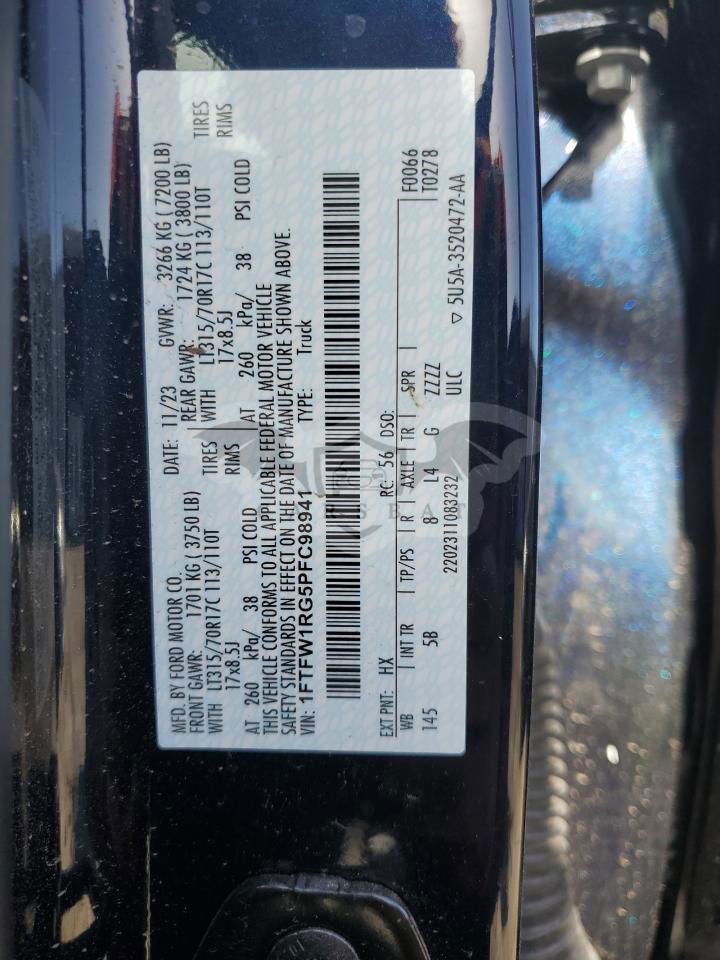 MFD. BY FORD MOTOR CO. DATE: 11/23 GVWR: 3266 KG ( 7200 LB)
FRONT GAWR: 1701 KG ( 3750 LB) REAR GAWR: 1724 KG ( 3800 LB)
WITH LT315/70R17C 113/110T TIRES WITH LT315/70R17C 113/110T TIRES
17x8.5J RIMS 17x8.5J RIMS
AT 260 kPa/ 38 PSI COLD AT 260 kPa/ 38 PSI COLD
THIS VEHICLE CONFORMS TO ALL APPLICABLE FEDERAL MOTOR VEHICLE
SAFETY STANDARDS IN EFFECT ON THE DATE OF MANUFACTURE SHOWN ABOVE.
VIN: 1FTFW1RG5PFC98941 TYPE: Truck
EXT PNT: HX RC: 56 DSO: F0066
WB INT TR TP/PS R AXLE TR SPR T0278
145 5B 8 L4 G ZZZZ
2202311083232 ULC ▽ 5U5A-3520472-AA